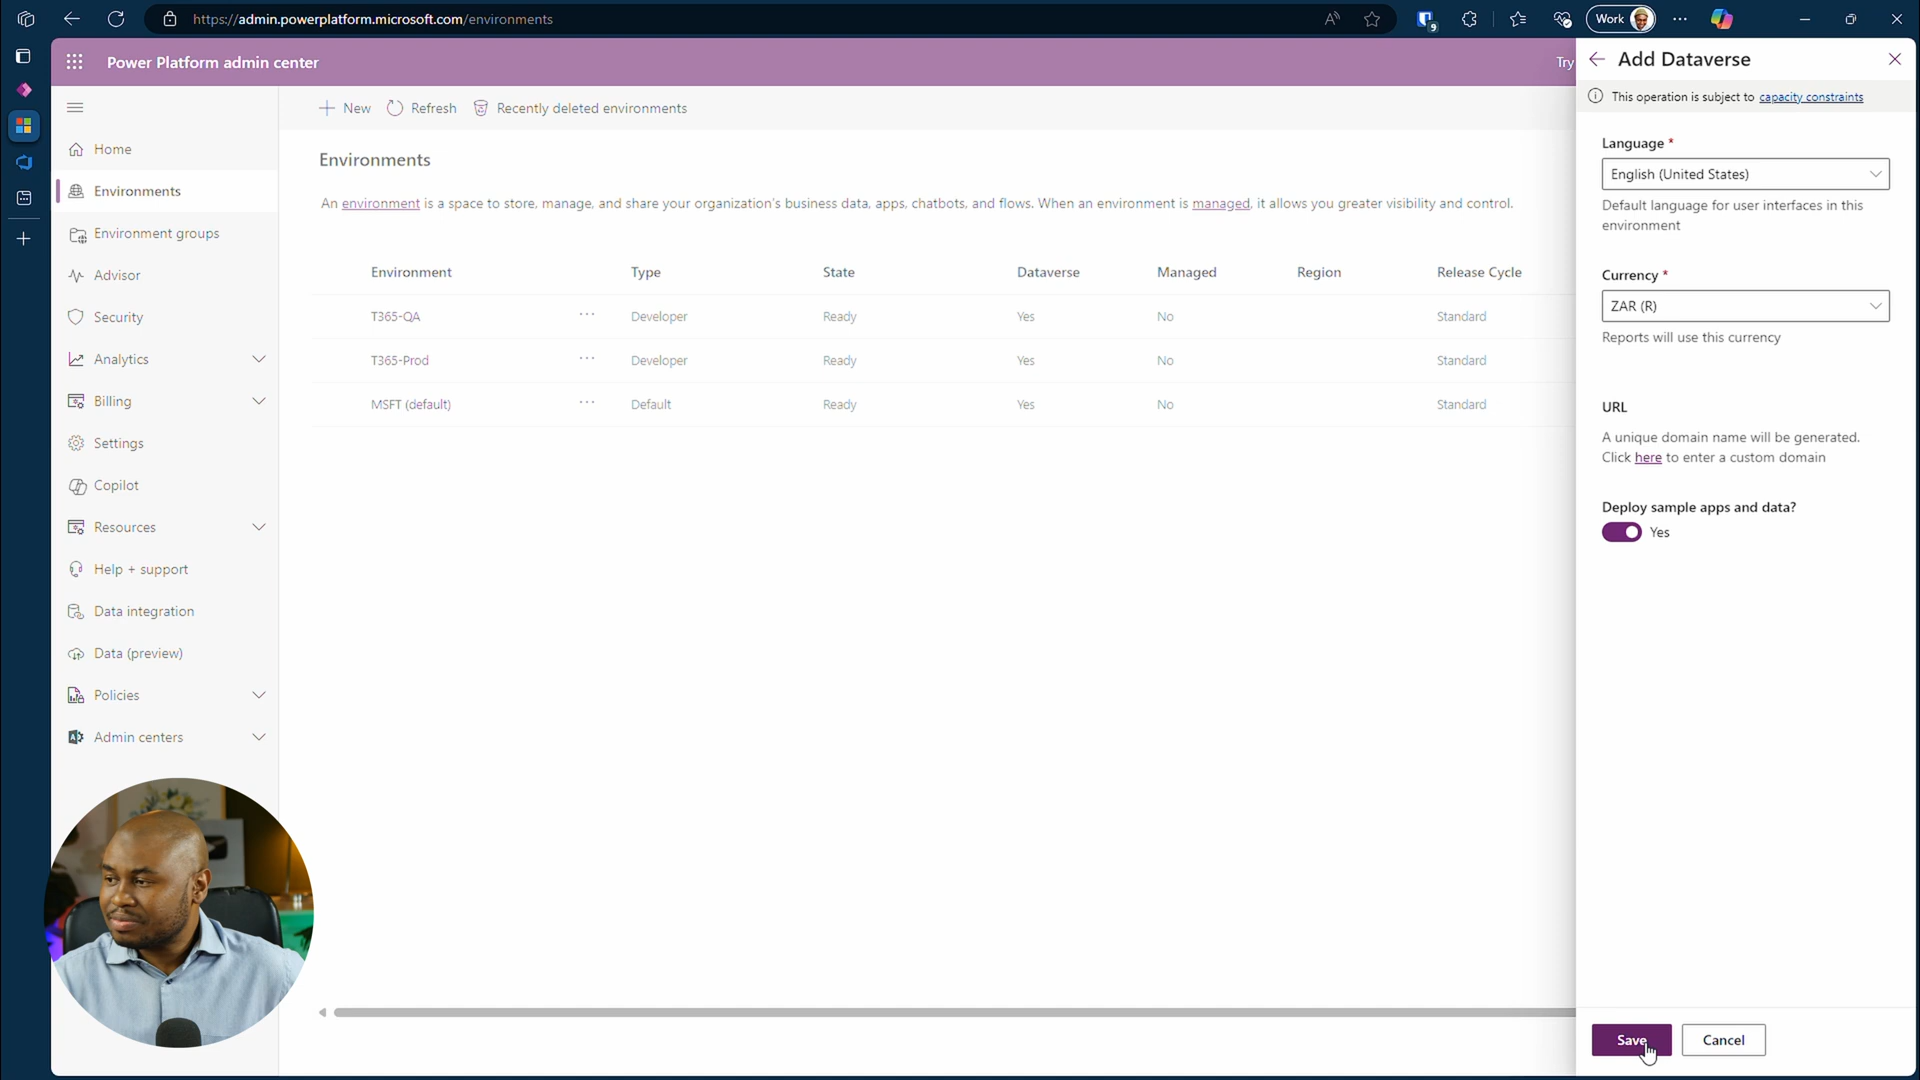 https://admin.powerplatform.microsoft.com/environments
9
Work
Power Platform admin center
Try
New
Refresh
Recently deleted environments
Home
Environments
Environment groups
Advisor
Security
Analytics
Billing
Settings
Copilot
Resources
Help + support
Data integration
Data (preview)
Policies
Admin centers
Environments
An environment is a space to store, manage, and share your organization's business data, apps, chatbots, and flows. When an environment is managed, it allows you greater visibility and control.
Environment Type State Dataverse Managed Region Release Cycle
T365-QA ... Developer Ready Yes No Standard
T365-Prod ... Developer Ready Yes No Standard
MSFT (default) ... Default Ready Yes No Standard
Add Dataverse
This operation is subject to capacity constraints
Language *
English (United States)
Default language for user interfaces in this
environment
Currency *
ZAR (R)
Reports will use this currency
URL
A unique domain name will be generated.
Click here to enter a custom domain
Deploy sample apps and data?
Yes
Save
Cancel